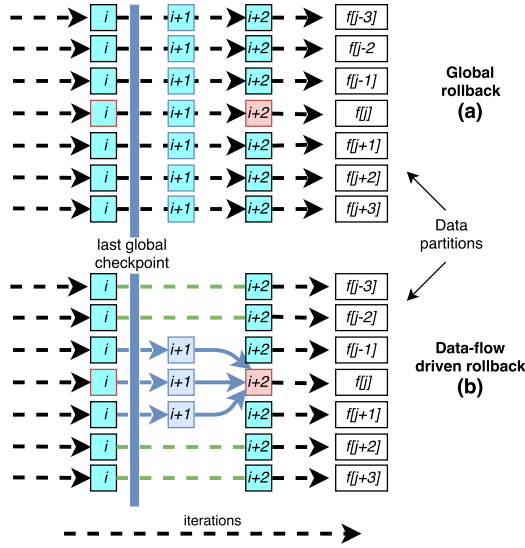 i i+1 i+2 f[j-3]
i i+1 i+2 f[j-2
i i+1 i+2 f[j-1]
Global
rollback
(a)
i i+1 i+2 f[j]
i i+1 i+2 f[j+1]
i i+1 i+2 f[j+2]
i i+1 i+2 f[j+3]
Data
partitions
last global
checkpoint
i i+2 f[j-3]
i i+2 f[j-2]
i i+1 i+2 f[j-1]
Data-flow
driven rollback
(b)
i i+1 i+2 f[j]
i i+1 i+2 f[j+1]
i i+2 f[j+2]
i i+2 f[j+3]
iterations